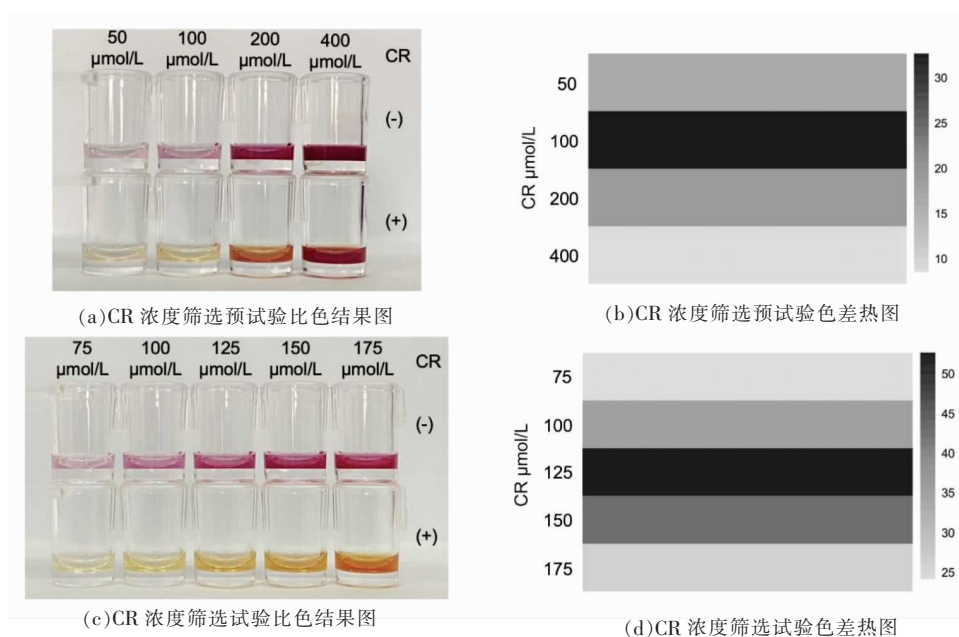 50 100 200 400
μmol/L μmol/L μmol/L μmol/L CR
(-)
(+)
(a)CR 浓度筛选预试验比色结果图
50
100
200
400
CR μmol/L
30
25
20
15
10
(b)CR 浓度筛选预试验色差热图
75 100 125 150 175
μmol/L μmol/L μmol/L μmol/L μmol/L CR
(-)
(+)
(c)CR 浓度筛选试验比色结果图
75
100
125
150
175
CR μmol/L
50
45
40
35
30
25
(d)CR 浓度筛选试验色差热图